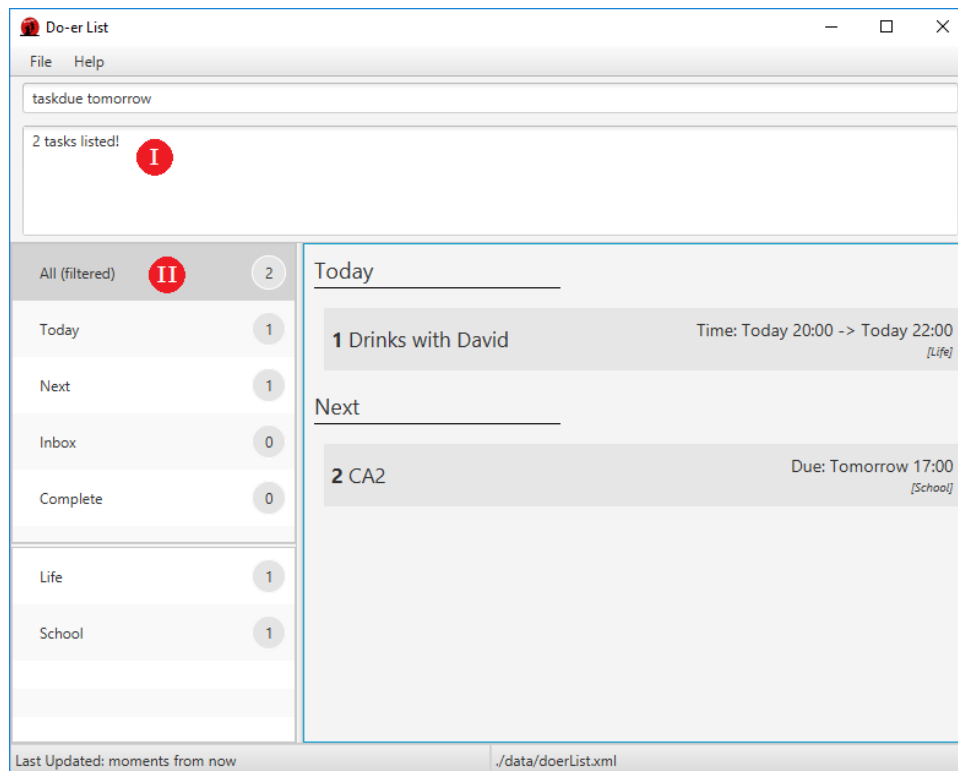 Do-er List
File Help
taskdue tomorrow
2 tasks listed!
I
All (filtered) 2
II
Today 1
Next 1
Inbox 0
Complete 0
Life 1
School 1
Today
1 Drinks with David
Time: Today 20:00 -> Today 22:00
[Life]
Next
2 CA2
Due: Tomorrow 17:00
[School]
Last Updated: moments from now
./data/doerList.xml